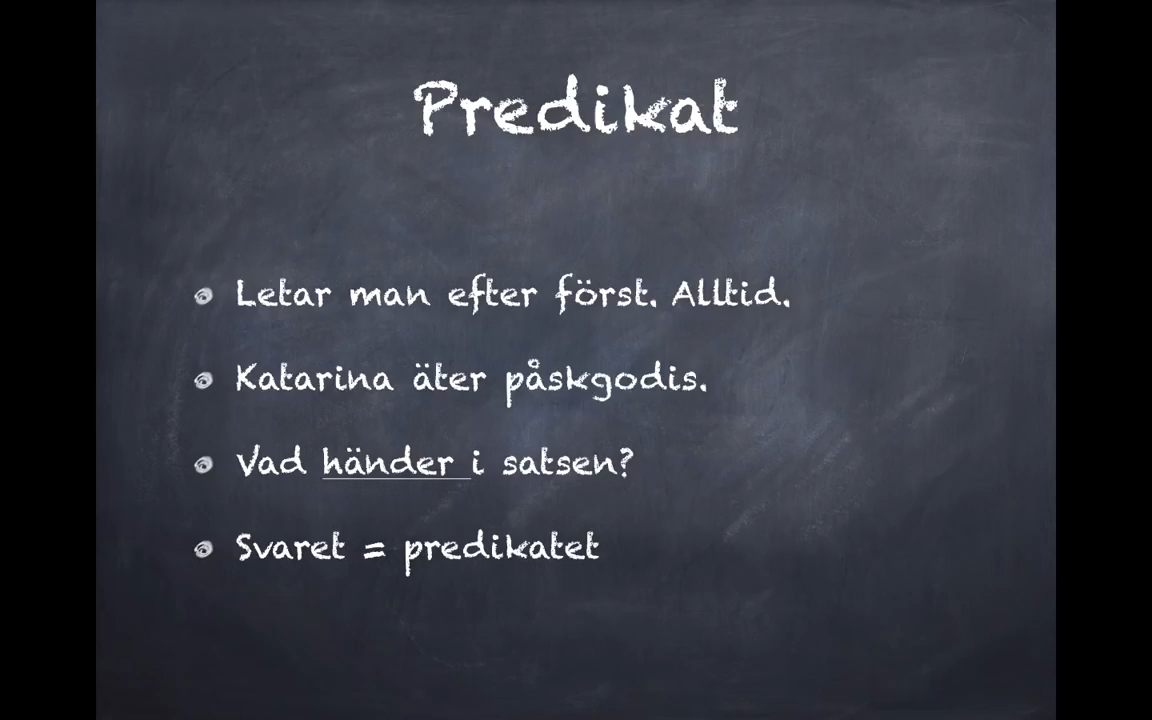 Predikat
Letar man efter först. Alltid.
Katarina äter påskgodis.
Vad händer i satsen?
Svaret = predikatet